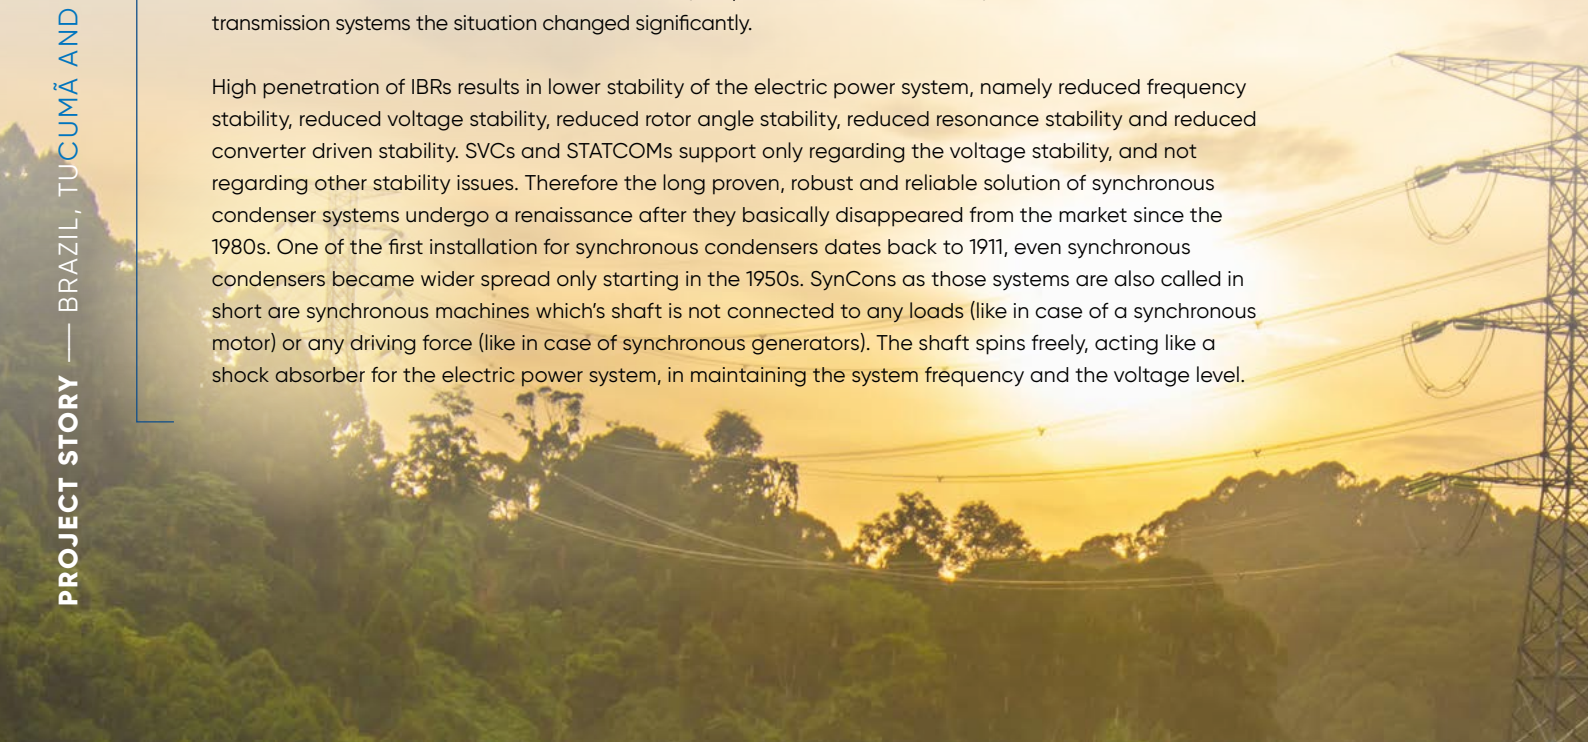 transmission systems the situation changed significantly.
High penetration of IBRs results in lower stability of the electric power system, namely reduced frequency
stability, reduced voltage stability, reduced rotor angle stability, reduced resonance stability and reduced
converter driven stability. SVCs and STATCOMs support only regarding the voltage stability, and not
regarding other stability issues. Therefore the long proven, robust and reliable solution of synchronous
condenser systems undergo a renaissance after they basically disappeared from the market since the
1980s. One of the first installation for synchronous condensers dates back to 1911, even synchronous
condensers became wider spread only starting in the 1950s. SynCons as those systems are also called in
short are synchronous machines which's shaft is not connected to any loads (like in case of a synchronous
motor) or any driving force (like in case of synchronous generators). The shaft spins freely, acting like a
shock absorber for the electric power system, in maintaining the system frequency and the voltage level.
PROJECT STORY — BRAZIL, TUCUMÃ AND